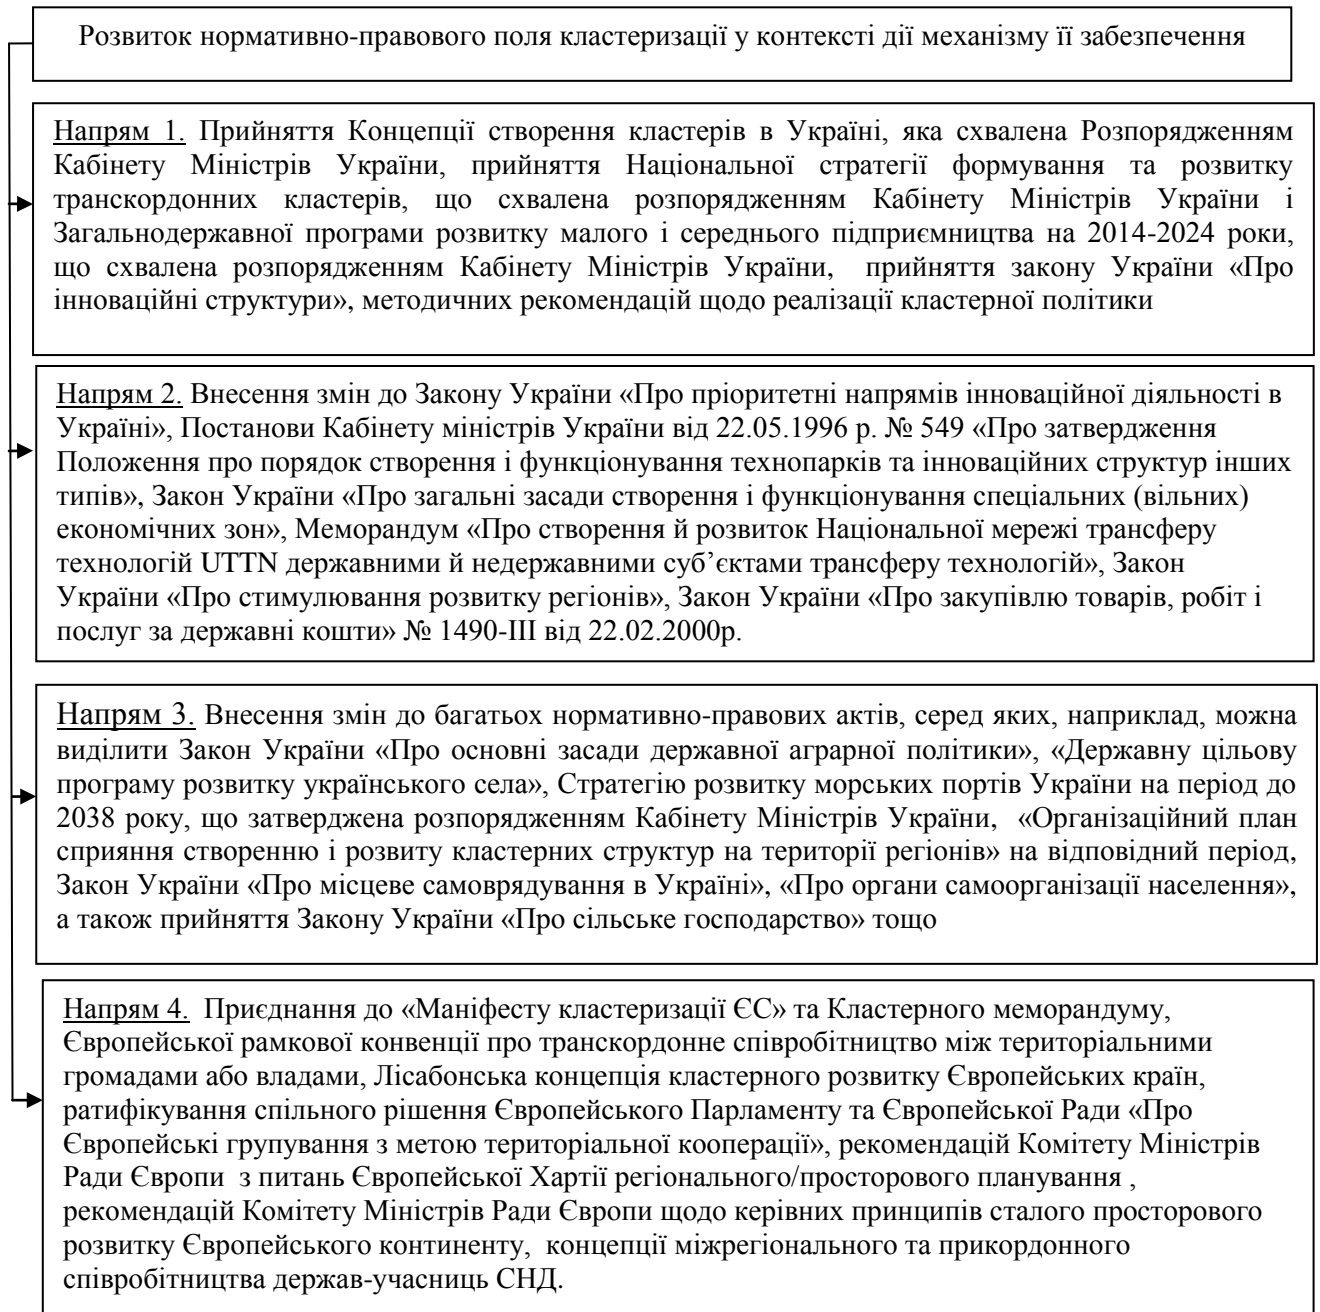 Розвиток нормативно-правового поля кластеризації у контексті дії механізму її забезпечення
Напрям 1. Прийняття Концепції створення кластерів в Україні, яка схвалена Розпорядженням
Кабінету Міністрів України, прийняття Національної стратегії формування та розвитку
транскордонних кластерів, що схвалена розпорядженням Кабінету Міністрів України і
Загальнодержавної програми розвитку малого і середнього підприємництва на 2014-2024 роки,
що схвалена розпорядженням Кабінету Міністрів України, прийняття закону України «Про
інноваційні структури», методичних рекомендацій щодо реалізації кластерної політики
Напрям 2. Внесення змін до Закону України «Про пріоритетні напрямів інноваційної діяльності в
Україні», Постанови Кабінету міністрів України від 22.05.1996 р. № 549 «Про затвердження
Положення про порядок створення і функціонування технопарків та інноваційних структур інших
типів», Закон України «Про загальні засади створення і функціонування спеціальних (вільних)
економічних зон», Меморандум «Про створення й розвиток Національної мережі трансферу
технологій UTTN державними й недержавними суб’єктами трансферу технологій», Закон
України «Про стимулювання розвитку регіонів», Закон України «Про закупівлю товарів, робіт і
послуг за державні кошти» № 1490-III від 22.02.2000р.
Напрям 3. Внесення змін до багатьох нормативно-правових актів, серед яких, наприклад, можна
виділити Закон України «Про основні засади державної аграрної політики», «Державну цільову
програму розвитку українського села», Стратегію розвитку морських портів України на період до
2038 року, що затверджена розпорядженням Кабінету Міністрів України, «Організаційний план
сприяння створенню і розвиту кластерних структур на території регіонів» на відповідний період,
Закон України «Про місцеве самоврядування в Україні», «Про органи самоорганізації населення»,
а також прийняття Закону України «Про сільське господарство» тощо
Напрям 4. Приєднання до «Маніфесту кластеризації ЄС» та Кластерного меморандуму,
Європейської рамкової конвенції про транскордонне співробітництво між територіальними
громадами або владами, Лісабонська концепція кластерного розвитку Європейських країн,
ратифікування спільного рішення Європейського Парламенту та Європейської Ради «Про
Європейські групування з метою територіальної кооперації», рекомендацій Комітету Міністрів
Ради Європи з питань Європейської Хартії регіонального/просторового планування ,
рекомендацій Комітету Міністрів Ради Європи щодо керівних принципів сталого просторового
розвитку Європейського континенту, концепції міжрегіонального та прикордонного
співробітництва держав-учасниць СНД.